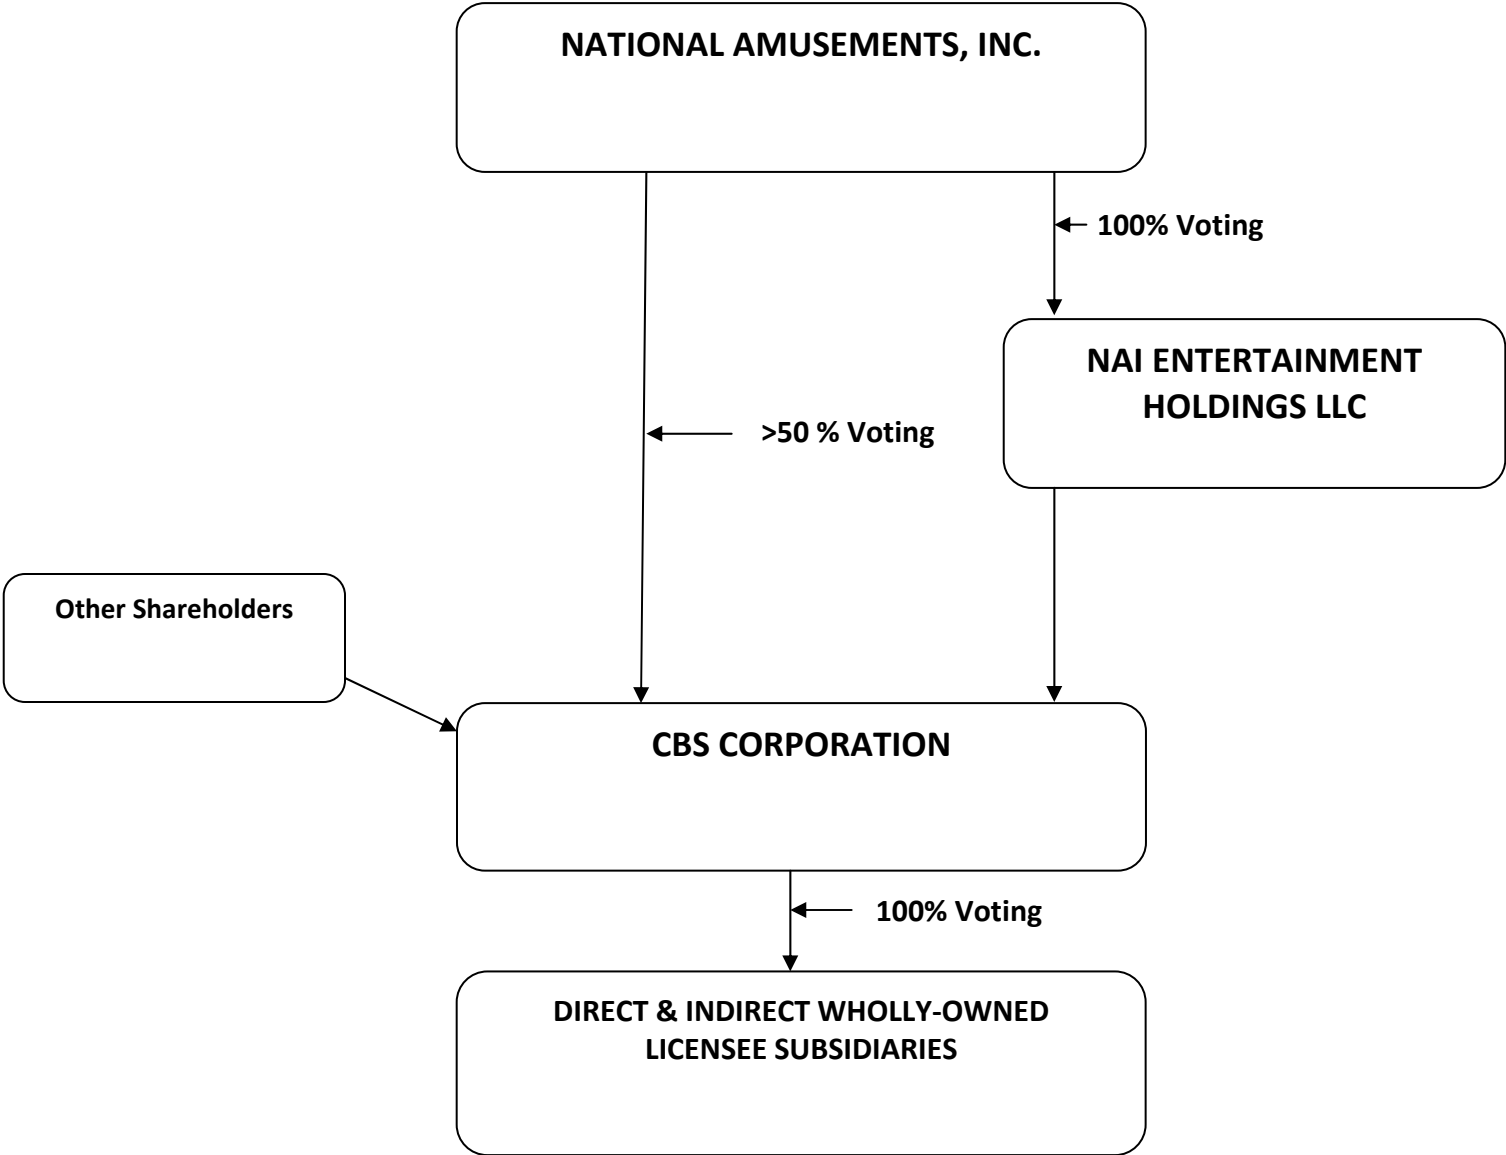 NATIONAL AMUSEMENTS, INC.
100% Voting
NAI ENTERTAINMENT
HOLDINGS LLC
>50 % Voting
Other Shareholders
CBS CORPORATION
100% Voting
DIRECT & INDIRECT WHOLLY-OWNED
LICENSEE SUBSIDIARIES